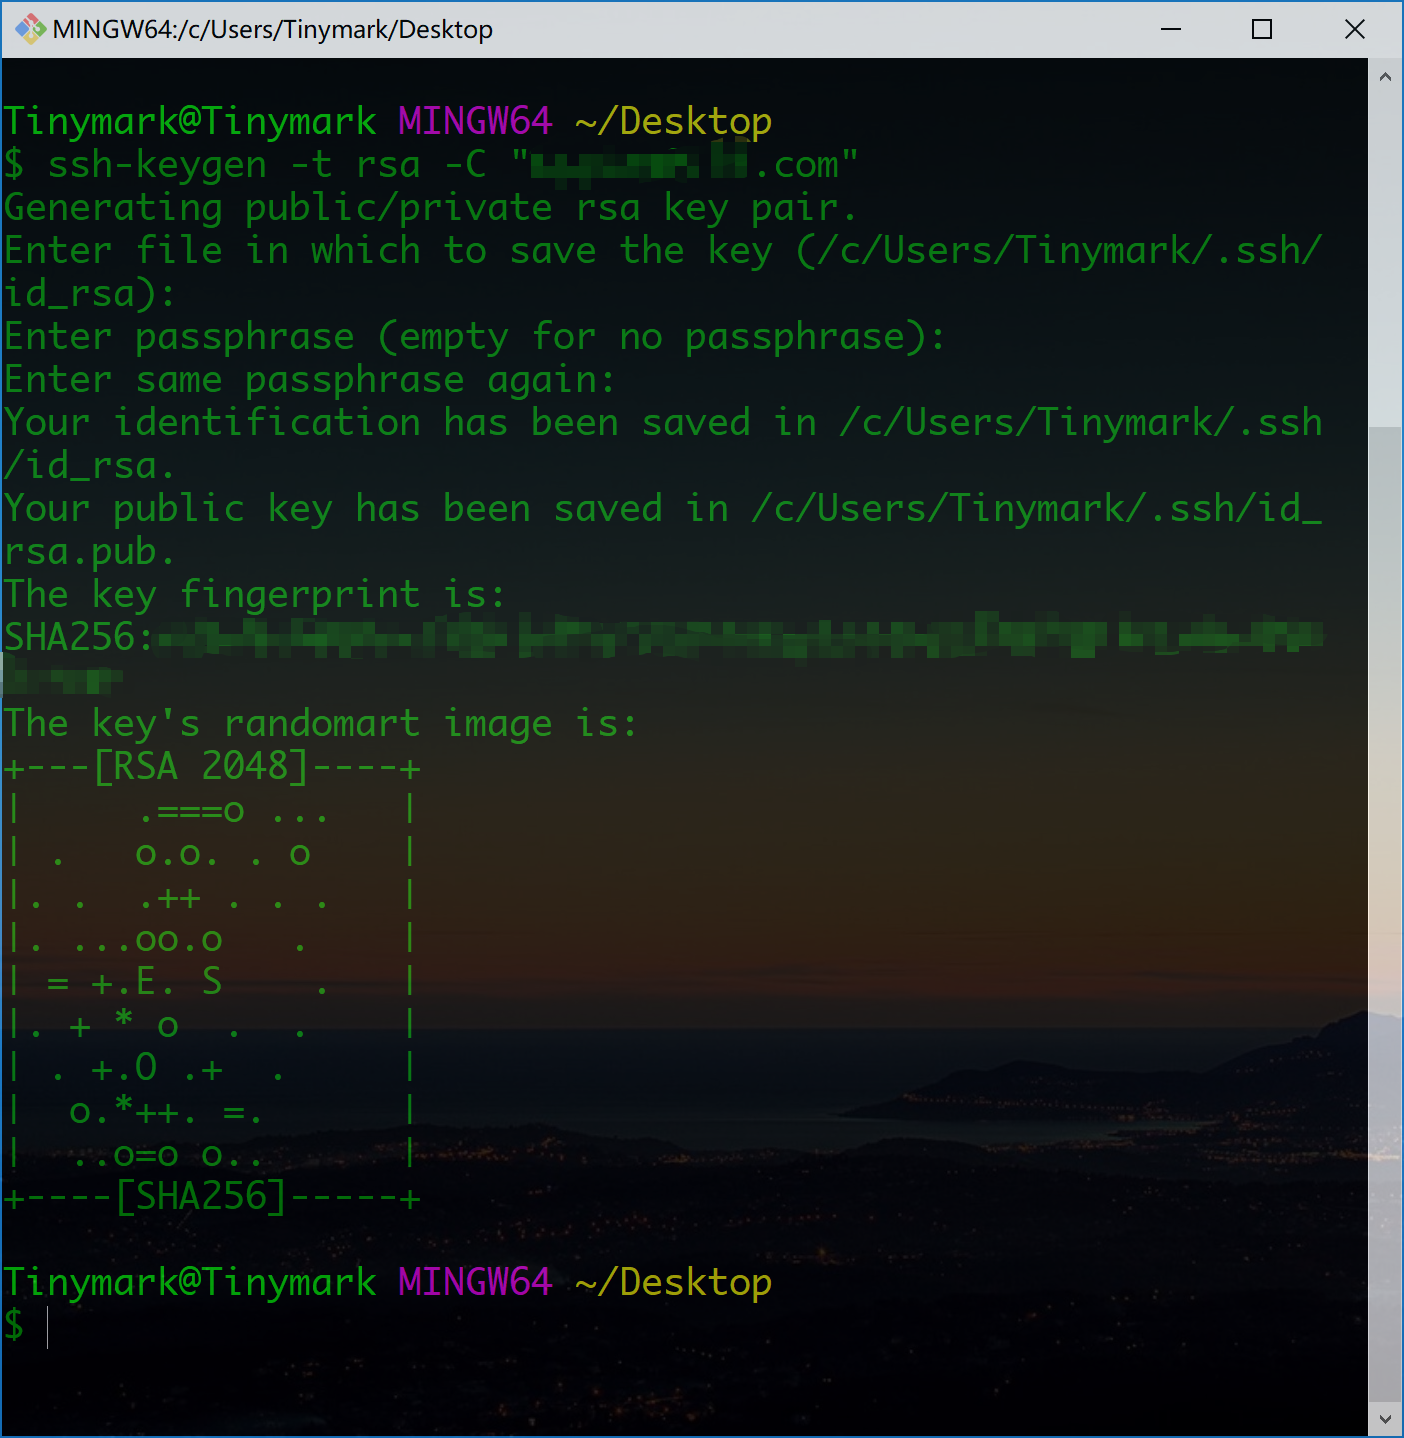 MINGW64:/c/Users/Tinymark/Desktop
Tinymark@Tinymark MINGW64 ~/Desktop
$ ssh-keygen -t rsa -C " .com"
Generating public/private rsa key pair.
Enter file in which to save the key (/c/Users/Tinymark/.ssh/
id_rsa):
Enter passphrase (empty for no passphrase):
Enter same passphrase again:
Your identification has been saved in /c/Users/Tinymark/.ssh
/id_rsa.
Your public key has been saved in /c/Users/Tinymark/.ssh/id_
rsa.pub.
The key fingerprint is:
SHA256:
The key's randomart image is:
+---[RSA 2048]----+
|     .===o ...   |
| .   o.o. . o    |
|. .  .++ . . .   |
|. ...oo.o   .    |
| = +.E. S    .   |
|. + * o  .  .    |
| . +.O .+  .     |
|  o.*++. =.      |
|  ..o=o o..      |
+----[SHA256]-----+
Tinymark@Tinymark MINGW64 ~/Desktop
$